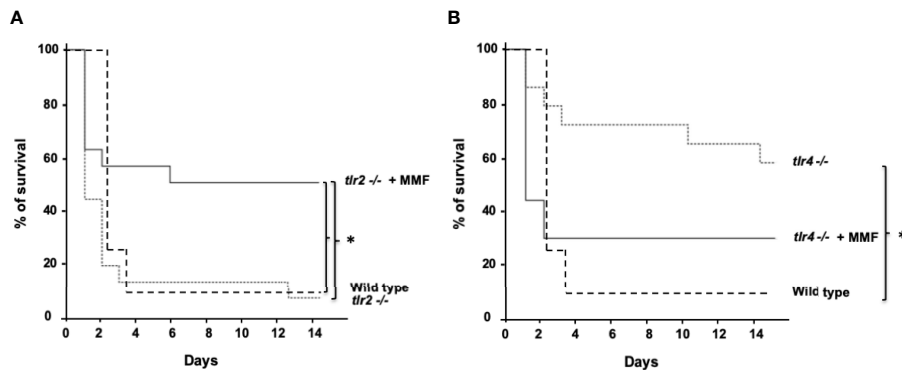 A
100
80
60
40
20
0
% of survival
0 2 4 6 8 10 12 14
Days
tlr2 -/- + MMF
*
Wild type
tlr2 -/-
B
100
80
60
40
20
0
% of survival
0 2 4 6 8 10 12 14
Days
tlr4 -/-
tlr4 -/- + MMF
*
Wild type